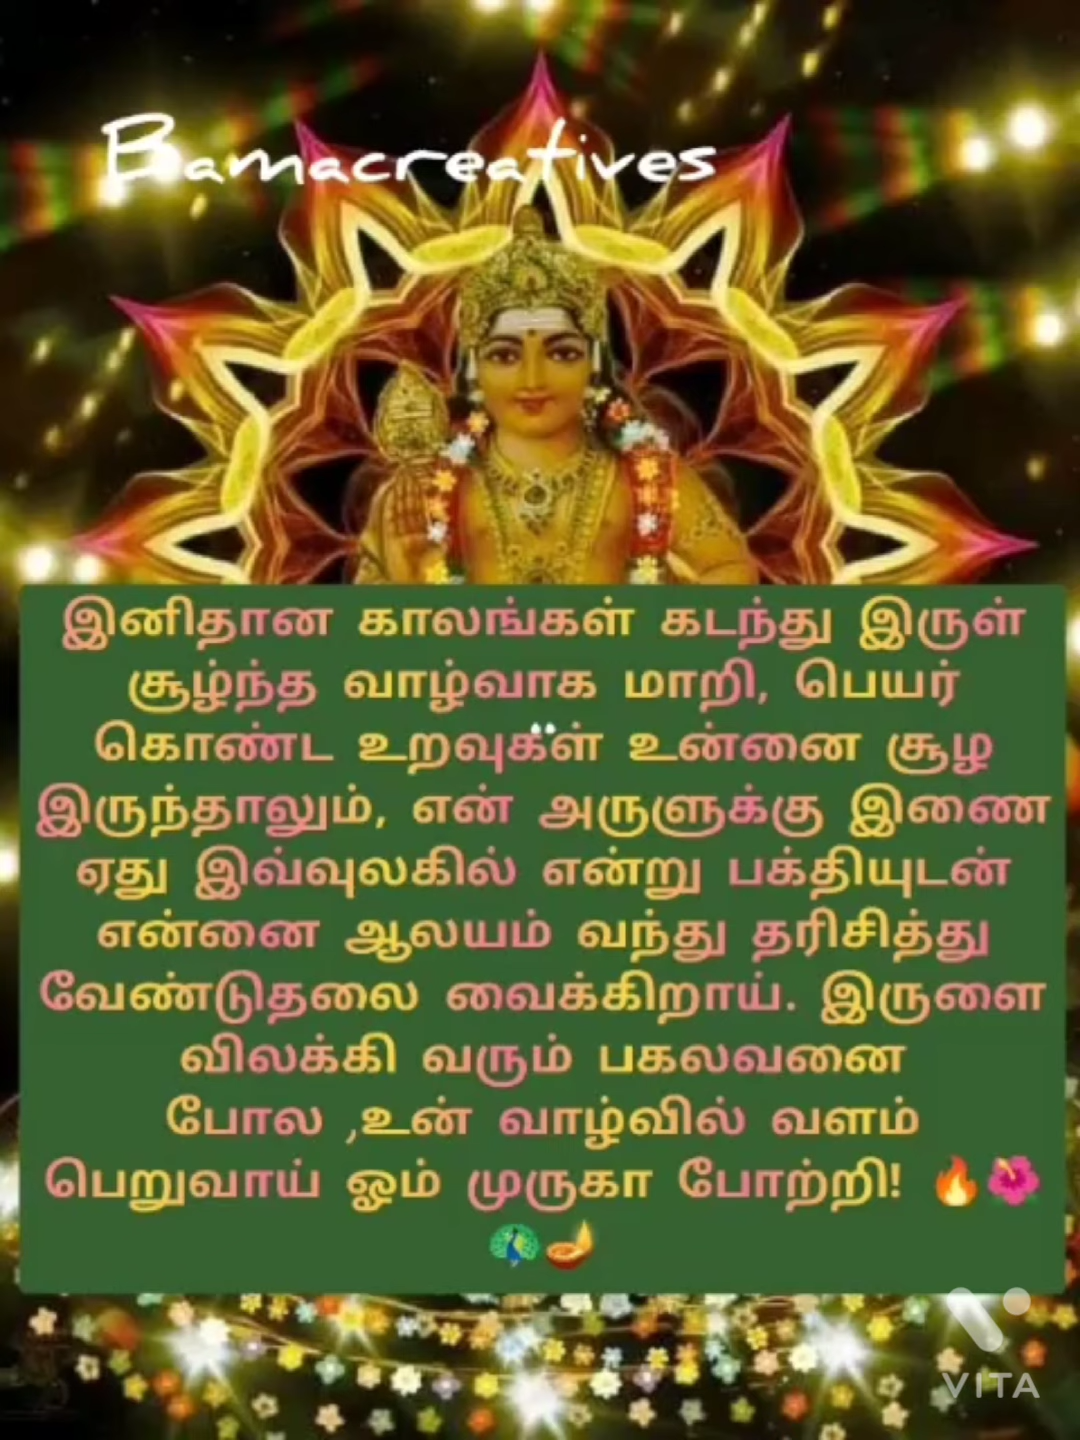 Bamacreatives
இனிதான காலங்கள் கடந்து இருள்
சூழ்ந்த வாழ்வாக மாறி, பெயர்
கொண்ட உறவுகள் உன்னை சூழ
இருந்தாலும், என் அருளுக்கு இணை
ஏது இவ்வுலகில் என்று பக்தியுடன்
என்னை ஆலயம் வந்து தரிசித்து
வேண்டுதலை வைக்கிறாய். இருளை
விலக்கி வரும் பகலவனை
போல ,உன் வாழ்வில் வளம்
பெறுவாய் ஓம் முருகா போற்றி! 🔥🌺
🦚🪔
VITA